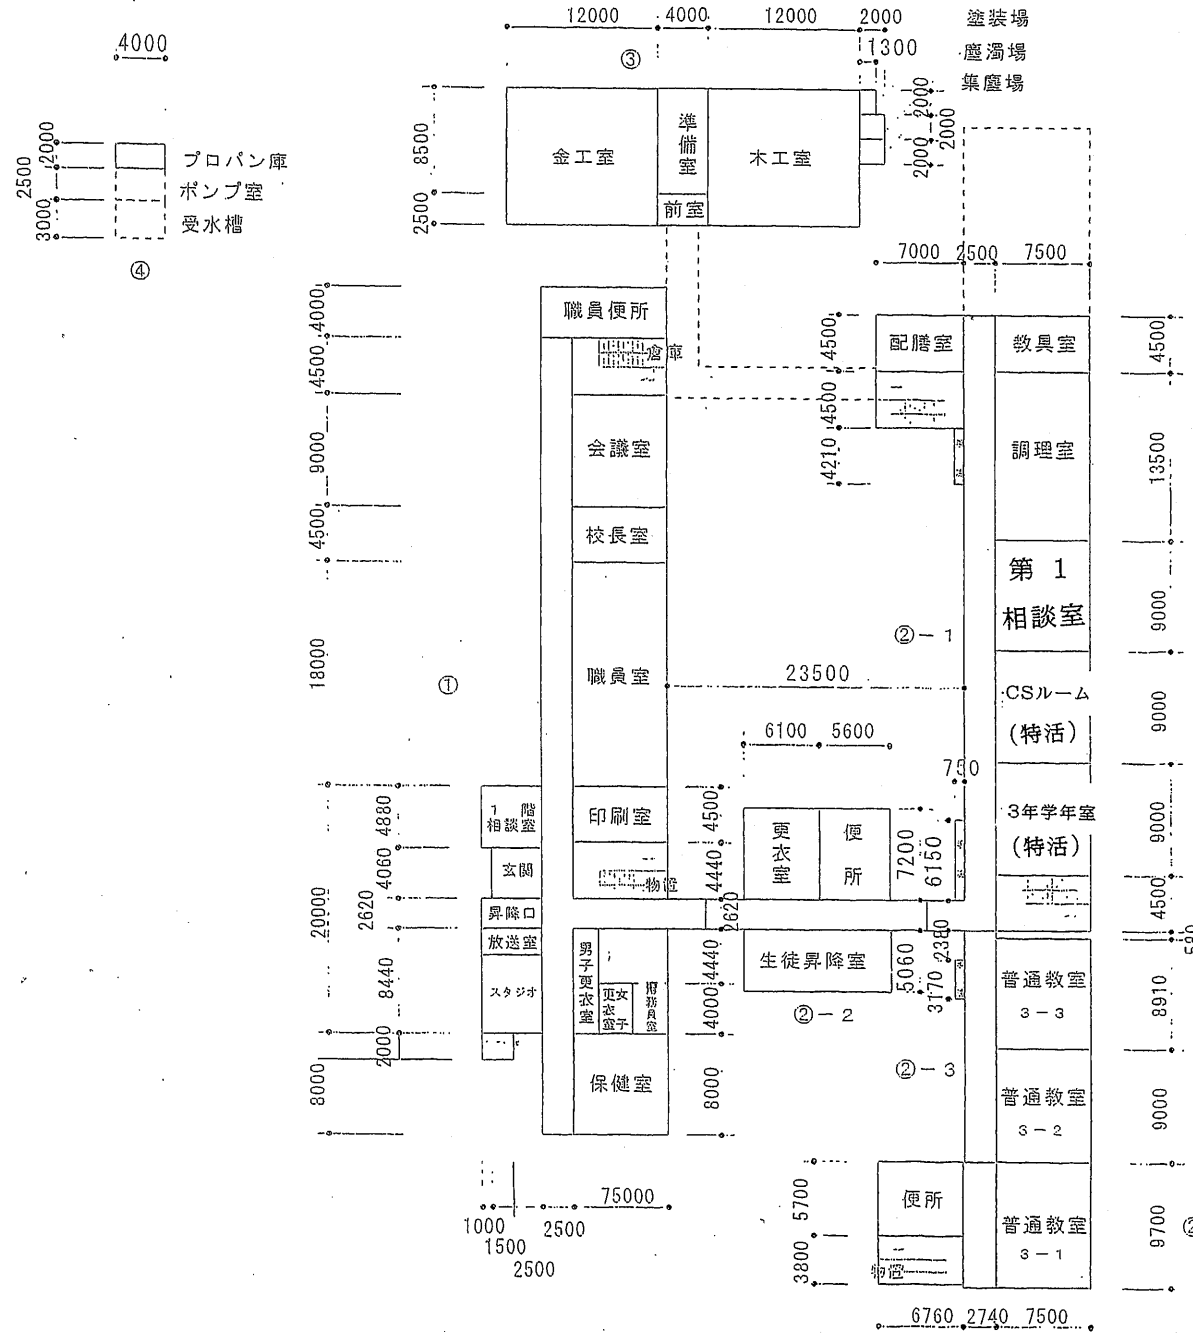 12000 4000 12000 2000 塗装場
4000
1300 塵濁場
③
集塵場
2000
2000
2000
8500
2500
金工室
準備室
前室
木工室
2000
2500
3000
プロパン庫
ポンプ室
受水槽
④
7000 2500 7500
4000
4500
9000
4500
18000
職員便所
倉庫
会議室
校長室
職員室
①
4500
4500
4210
配膳室
教具室
調理室
第1
相談室
CSルーム
(特活)
3年学年室
(特活)
4500
13500
9000
9000
9000
4500
580
8910
9000
9700
②-1
23500
6100 5600
750
4880
4060
2620
20000
8440
2000
8000
1階
相談室
玄関
昇降口
放送室
スタジオ
印刷室
物置
4500
4440
2620
更衣室
便所
7200
6150
男子更衣室
女子更衣室
4440
4000
生徒昇降室
5060
2380
3170
②-2
②-3
普通教室
3-3
保健室
8000
普通教室
3-2
75000
1000 2500
1500
2500
5700
3800
便所
物置
普通教室
3-1
6760 2740 7500